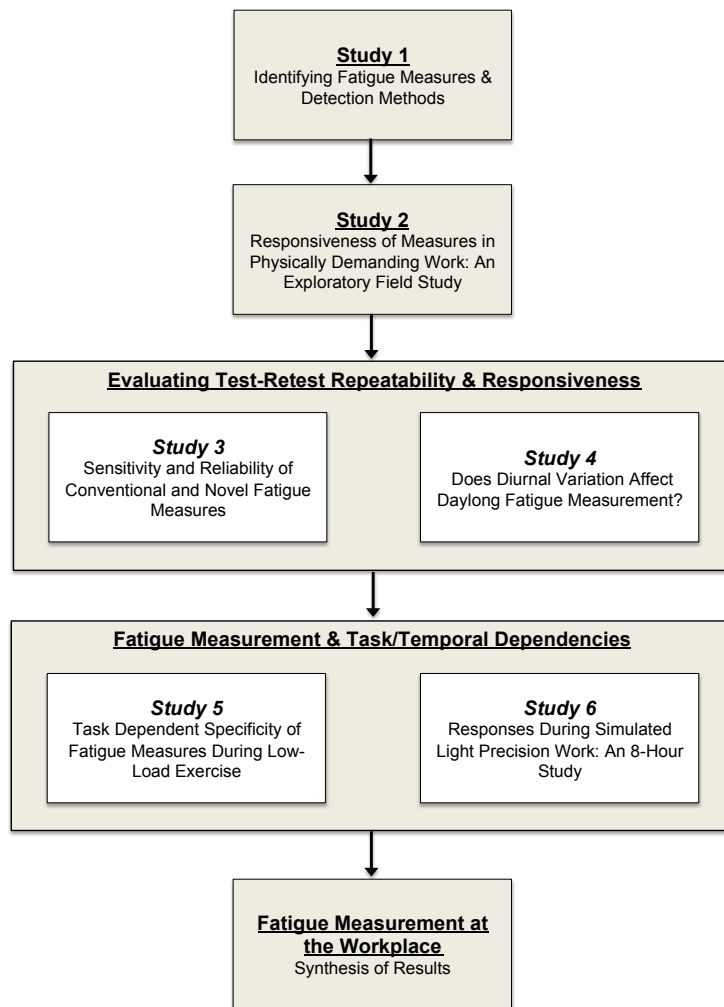 Study 1
Identifying Fatigue Measures &
Detection Methods
Study 2
Responsiveness of Measures in
Physically Demanding Work: An
Exploratory Field Study
Evaluating Test-Retest Repeatability & Responsiveness
Study 3
Sensitivity and Reliability of
Conventional and Novel Fatigue
Measures
Study 4
Does Diurnal Variation Affect
Daylong Fatigue Measurement?
Fatigue Measurement & Task/Temporal Dependencies
Study 5
Task Dependent Specificity of
Fatigue Measures During Low-
Load Exercise
Study 6
Responses During Simulated
Light Precision Work: An 8-Hour
Study
Fatigue Measurement at
the Workplace
Synthesis of Results